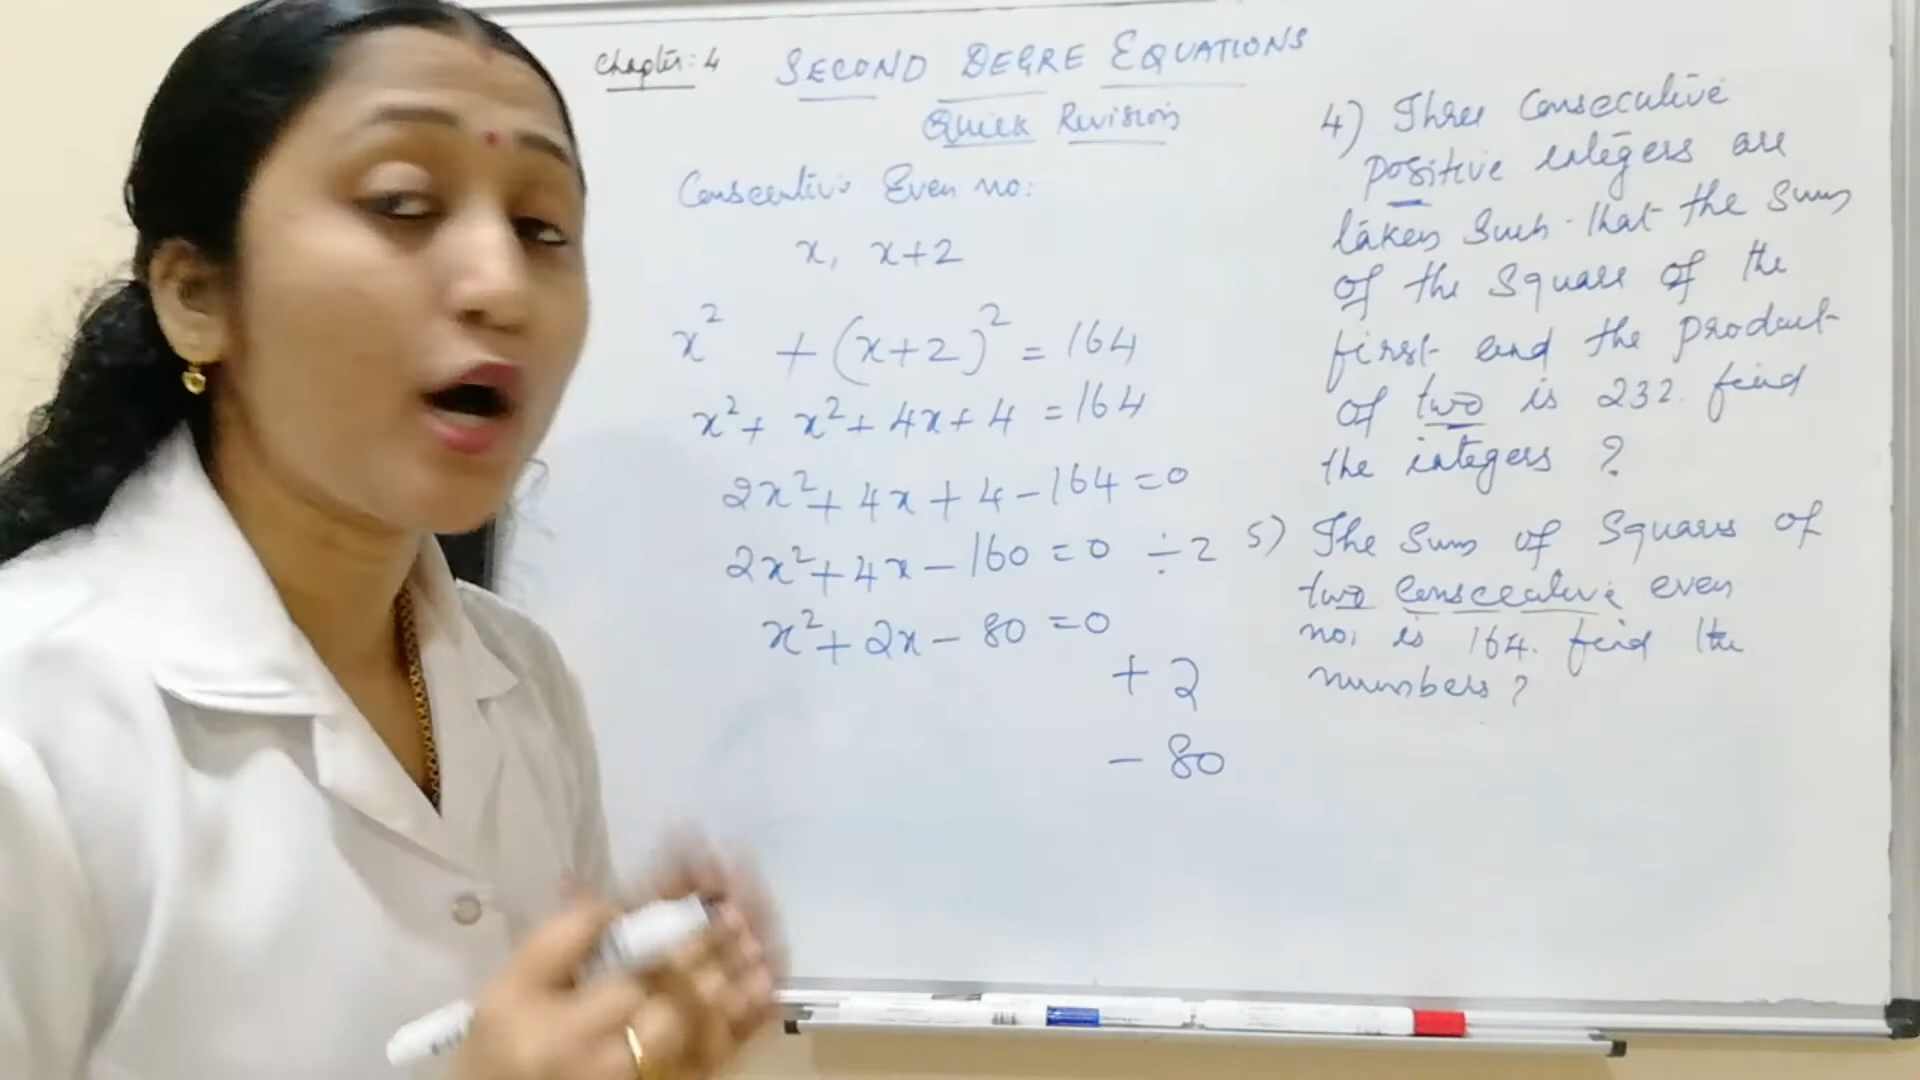 Chapter: 4
SECOND DEGRE EQUATIONS
Quick Revision
Consecutive Even no:
x, x+2
x² + (x+2)² = 164
x² + x² + 4x + 4 = 164
2x² + 4x + 4 - 164 = 0
2x² + 4x - 160 = 0 ÷ 2
x² + 2x - 80 = 0
+ 2
- 80
4) Three Consecutive
positive integers are
taken Such that the Sum
of the Square of the
first and the product
of two is 232. find
the integers ?
5) The Sum of Squares of
two consecutive even
no. is 164. find the
numbers ?